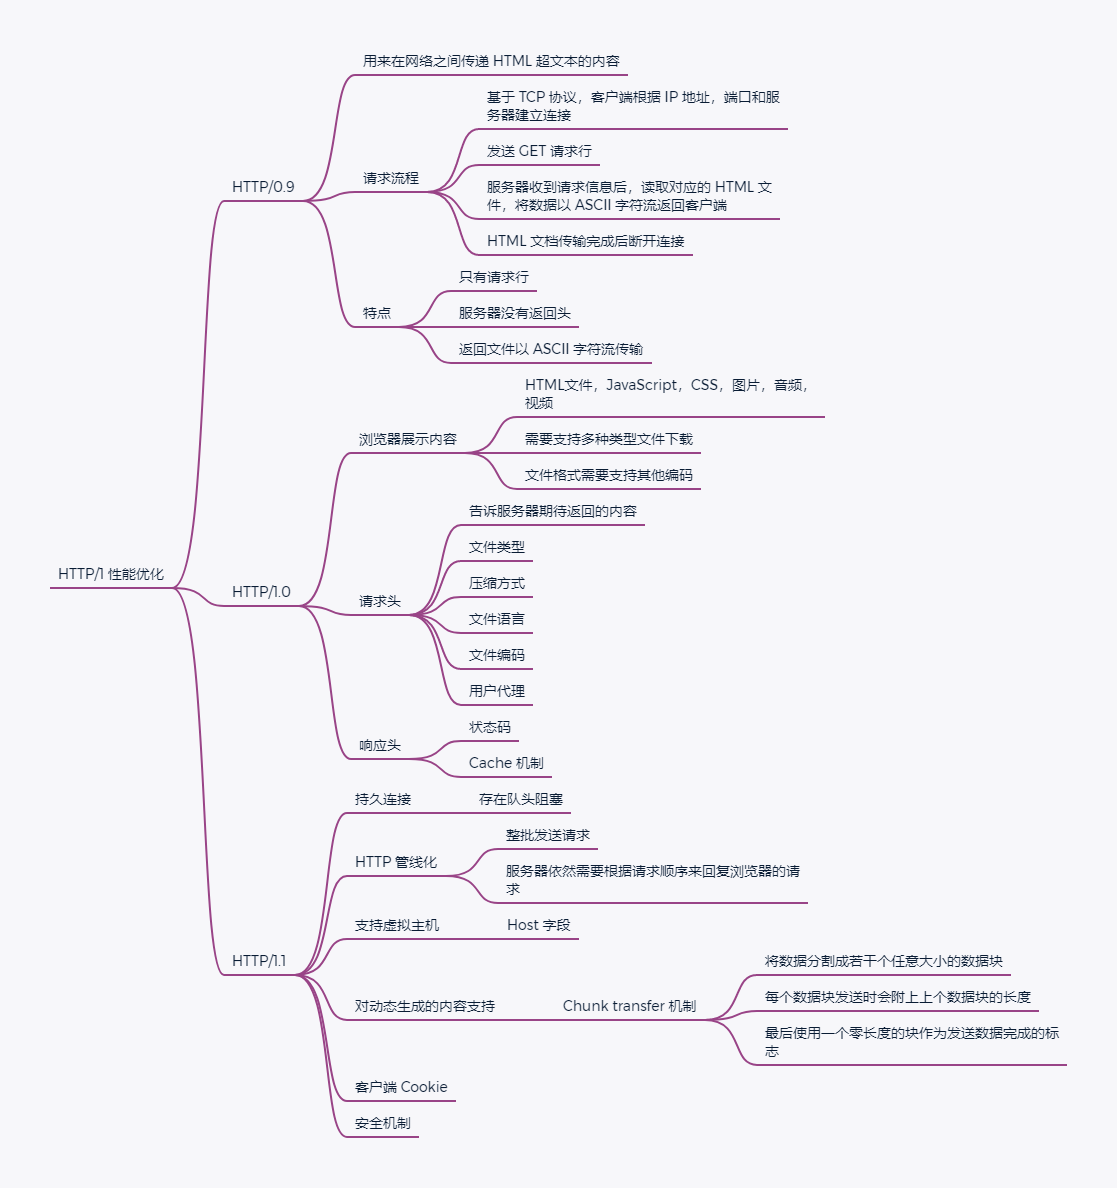 HTTP/1 性能优化
HTTP/0.9
用来在网络之间传递 HTML 超文本的内容
请求流程
基于 TCP 协议，客户端根据 IP 地址，端口和服
务器建立连接
发送 GET 请求行
服务器收到请求信息后，读取对应的 HTML 文
件，将数据以 ASCII 字符流返回客户端
HTML 文档传输完成后断开连接
特点
只有请求行
服务器没有返回头
返回文件以 ASCII 字符流传输
HTTP/1.0
浏览器展示内容
HTML文件，JavaScript，CSS，图片，音频，
视频
需要支持多种类型文件下载
文件格式需要支持其他编码
请求头
告诉服务器期待返回的内容
文件类型
压缩方式
文件语言
文件编码
用户代理
响应头
状态码
Cache 机制
HTTP/1.1
持久连接
存在队头阻塞
HTTP 管线化
整批发送请求
服务器依然需要根据请求顺序来回复浏览器的请
求
支持虚拟主机
Host 字段
对动态生成的内容支持
Chunk transfer 机制
将数据分割成若干个任意大小的数据块
每个数据块发送时会附上上个数据块的长度
最后使用一个零长度的块作为发送数据完成的标
志
客户端 Cookie
安全机制